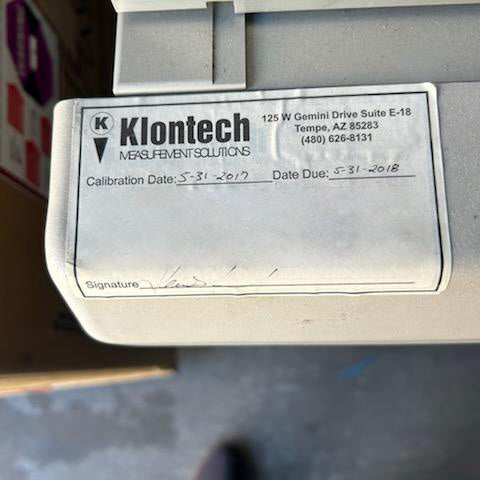 K
Klontech
MEASUREMENT SOLUTIONS
125 W Gemini Drive Suite E-18
Tempe, AZ 85283
(480) 626-8131
Calibration Date: 5-31-2017 Date Due: 5-31-2018
Signature